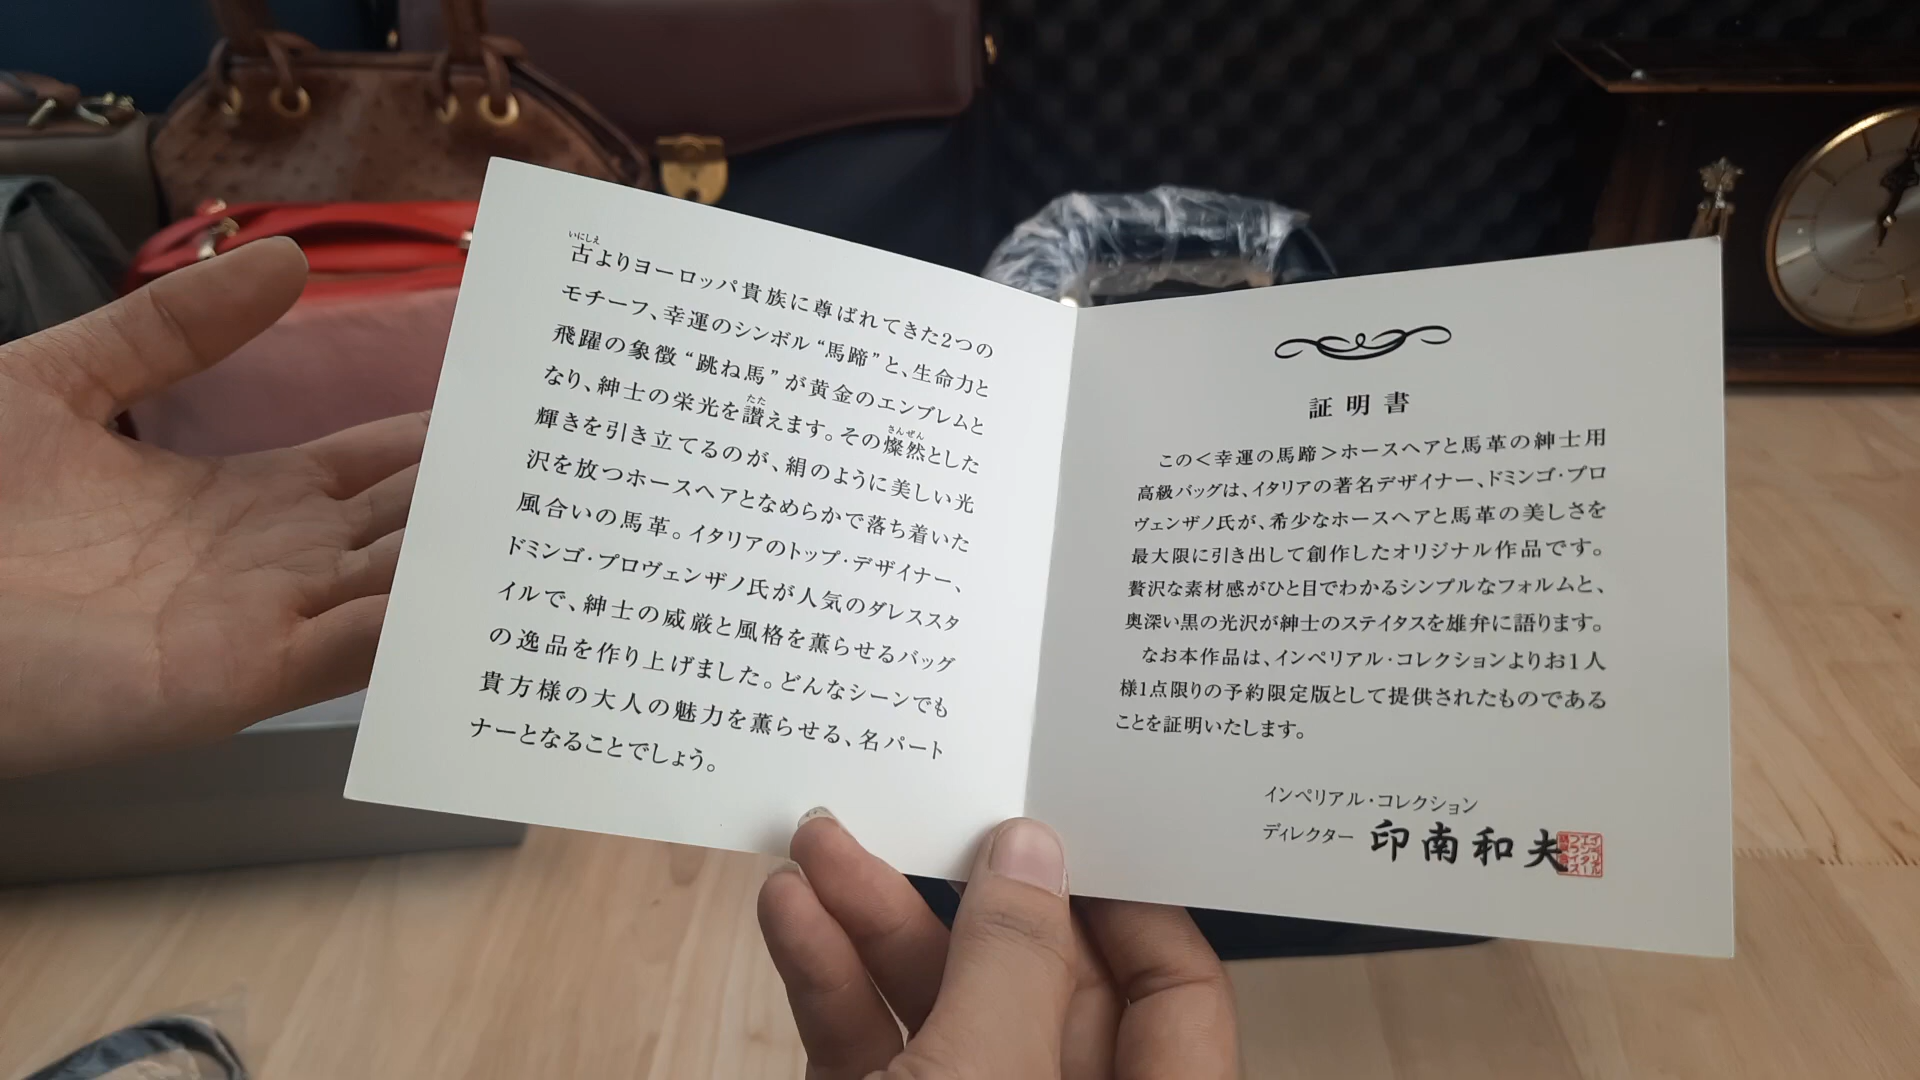 古よりヨーロッパ貴族に尊ばれてきた2つの
モチーフ、幸運のシンボル“馬蹄”と、生命力と
飛躍の象徴“跳ね馬”が黄金のエンブレムと
なり、紳士の栄光を讃えます。その燦然とした
輝きを引き立てるのが、絹のように美しい光
沢を放つホースヘアとなめらかで落ち着いた
風合いの馬革。イタリアのトップ・デザイナー、
ドミンゴ・プロヴェンザノ氏が人気のダレススタ
イルで、紳士の威厳と風格を薫らせるバッグ
の逸品を作り上げました。どんなシーンでも
貴方様の大人の魅力を薫らせる、名パート
ナーとなることでしょう。
証明書
この<幸運の馬蹄>ホースヘアと馬革の紳士用
高級バッグは、イタリアの著名デザイナー、ドミンゴ・プロ
ヴェンザノ氏が、希少なホースヘアと馬革の美しさを
最大限に引き出して創作したオリジナル作品です。
贅沢な素材感がひと目でわかるシンプルなフォルムと、
奥深い黒の光沢が紳士のステイタスを雄弁に語ります。
なお本作品は、インペリアル・コレクションよりお1人
様1点限りの予約限定版として提供されたものである
ことを証明いたします。
インペリアル・コレクション
ディレクター 印南和夫